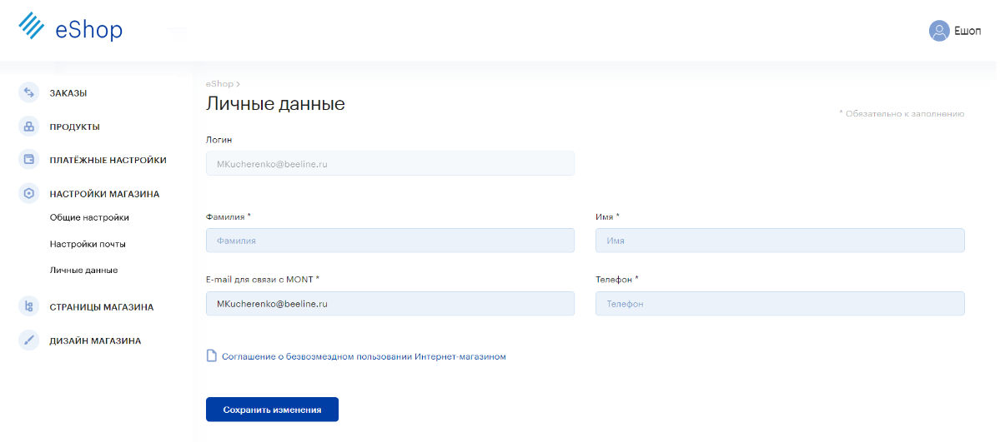 eShop
Ешоп
ЗАКАЗЫ
ПРОДУКТЫ
ПЛАТЁЖНЫЕ НАСТРОЙКИ
НАСТРОЙКИ МАГАЗИНА
Общие настройки
Настройки почты
Личные данные
СТРАНИЦЫ МАГАЗИНА
ДИЗАЙН МАГАЗИНА
eShop >
Личные данные
* Обязательно к заполнению
Логин
MKucherenko@beeline.ru
Фамилия *
Имя *
Фамилия
Имя
E-mail для связи с MONT *
Телефон *
MKucherenko@beeline.ru
Телефон
Соглашение о безвозмездном пользовании Интернет-магазином
Сохранить изменения